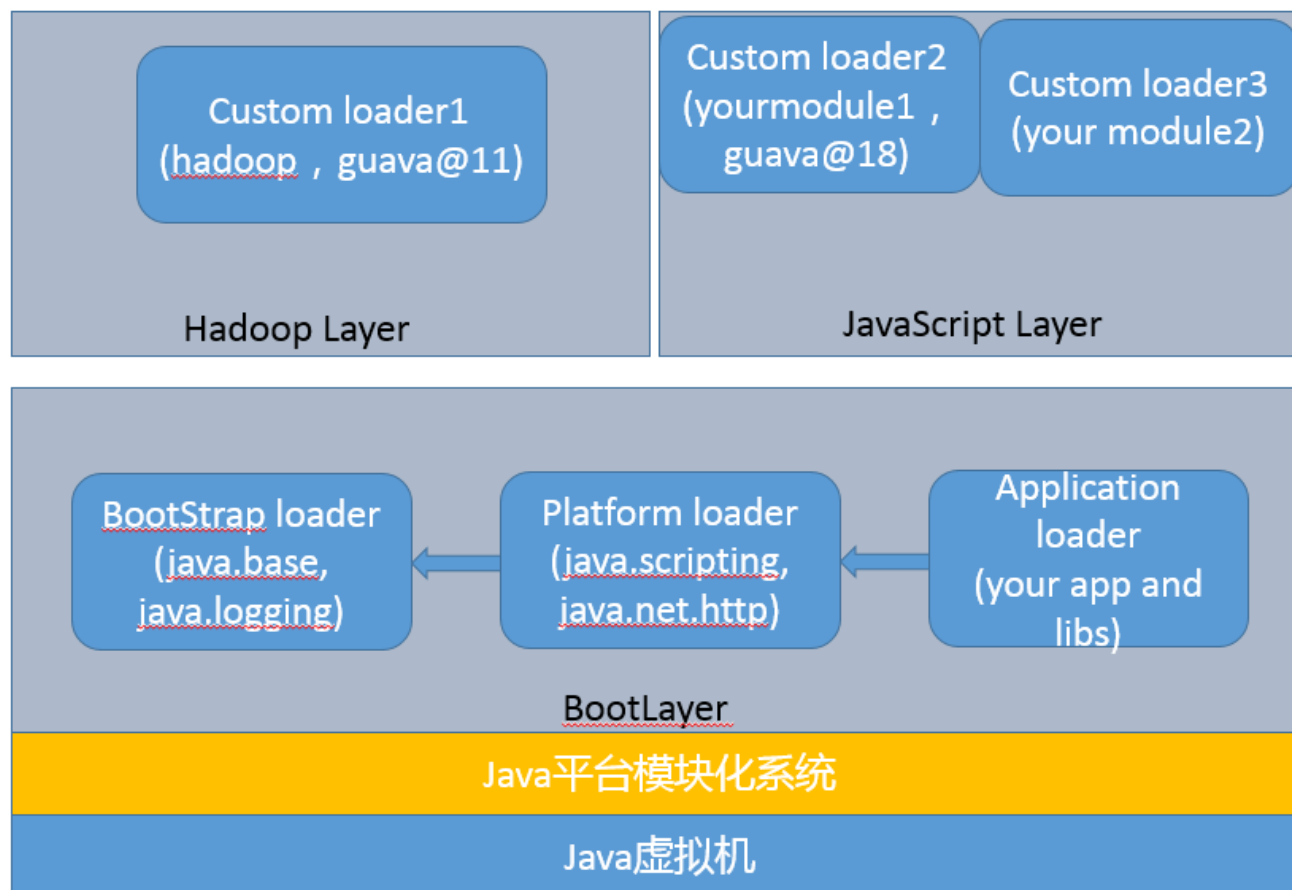 Custom loader1
(hadoop，guava@11)
Hadoop Layer
Custom loader2
(yourmodule1，
guava@18)
Custom loader3
(your module2)
JavaScript Layer
BootStrap loader
(java.base,
java.logging)
Platform loader
(java.scripting,
java.net.http)
Application
loader
(your app and
libs)
BootLayer
Java平台模块化系统
Java虚拟机